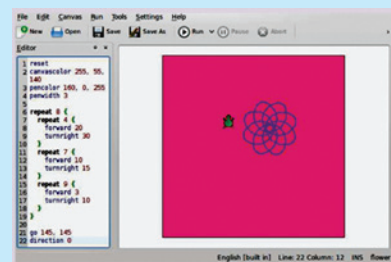 File Edit Canvas Run Tools Settings Help
New Open Save Save As Run Pause Abort
Editor
1 reset
2 canvascolor 255, 55,
140
3 pencolor 160, 0, 255
4 penwidth 3
5
6 repeat 8 {
7 repeat 4 {
8 forward 20
9 turnright 30
10 }
11 repeat 7 {
12 forward 10
13 turnright 15
14 }
15 repeat 9 {
16 forward 3
17 turnright 10
18 }
19 }
20
21 go 145, 145
22 direction 0
English [built in] Line: 22 Column: 12 INS flower